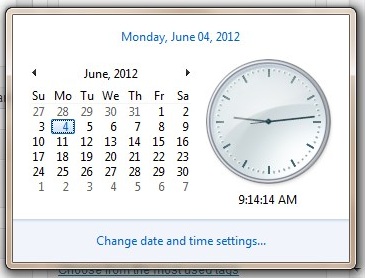 Monday, June 04, 2012
June, 2012
Su Mo Tu We Th Fr Sa
27 28 29 30 31 1 2
3 4 5 6 7 8 9
10 11 12 13 14 15 16
17 18 19 20 21 22 23
24 25 26 27 28 29 30
1 2 3 4 5 6 7
9:14:14 AM
Change date and time settings...
Choose from the most used tags